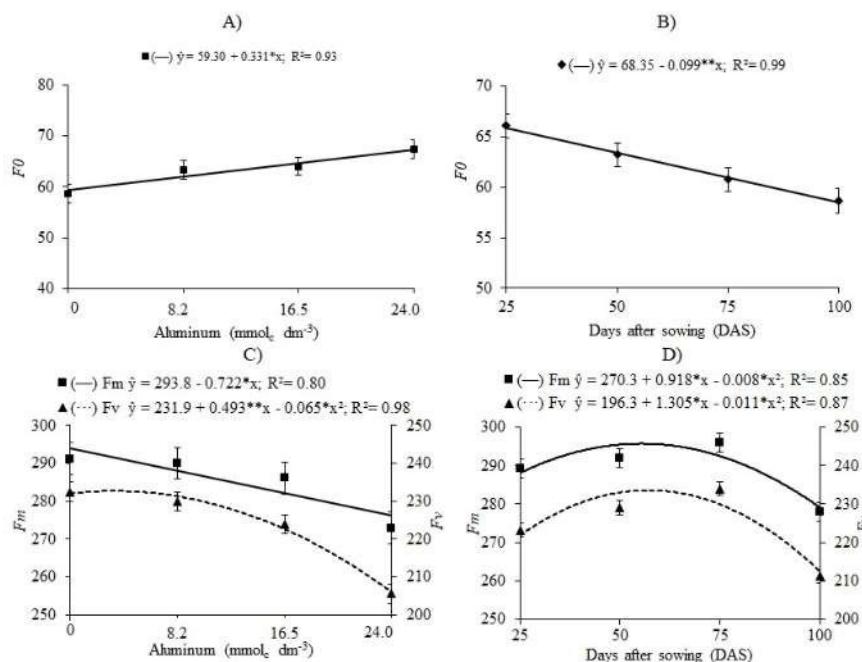 A)
(—) ŷ = 59.30 + 0.331*x; R²= 0.93
80
70
60
50
40
F0
0 8.2 16.5 24.0
Aluminum (mmolc dm-3)
B)
(—) ŷ = 68.35 - 0.099**x; R²= 0.99
70
65
60
55
50
F0
25 50 75 100
Days after sowing (DAS)
C)
(—) Fm ŷ = 293.8 - 0.722*x; R²= 0.80
(---) Fv ŷ = 231.9 + 0.493**x - 0.065*x²; R²= 0.98
300
290
280
270
260
250
Fm
250
240
230
220
210
200
Fv
0 8.2 16.5 24.0
Aluminum (mmolc dm-3)
D)
(—) Fm ŷ = 270.3 + 0.918*x - 0.008*x²; R²= 0.85
(---) Fv ŷ = 196.3 + 1.305*x - 0.011*x²; R²= 0.87
300
290
280
270
260
250
Fm
250
240
230
220
210
200
25 50 75 100
Days after sowing (DAS)